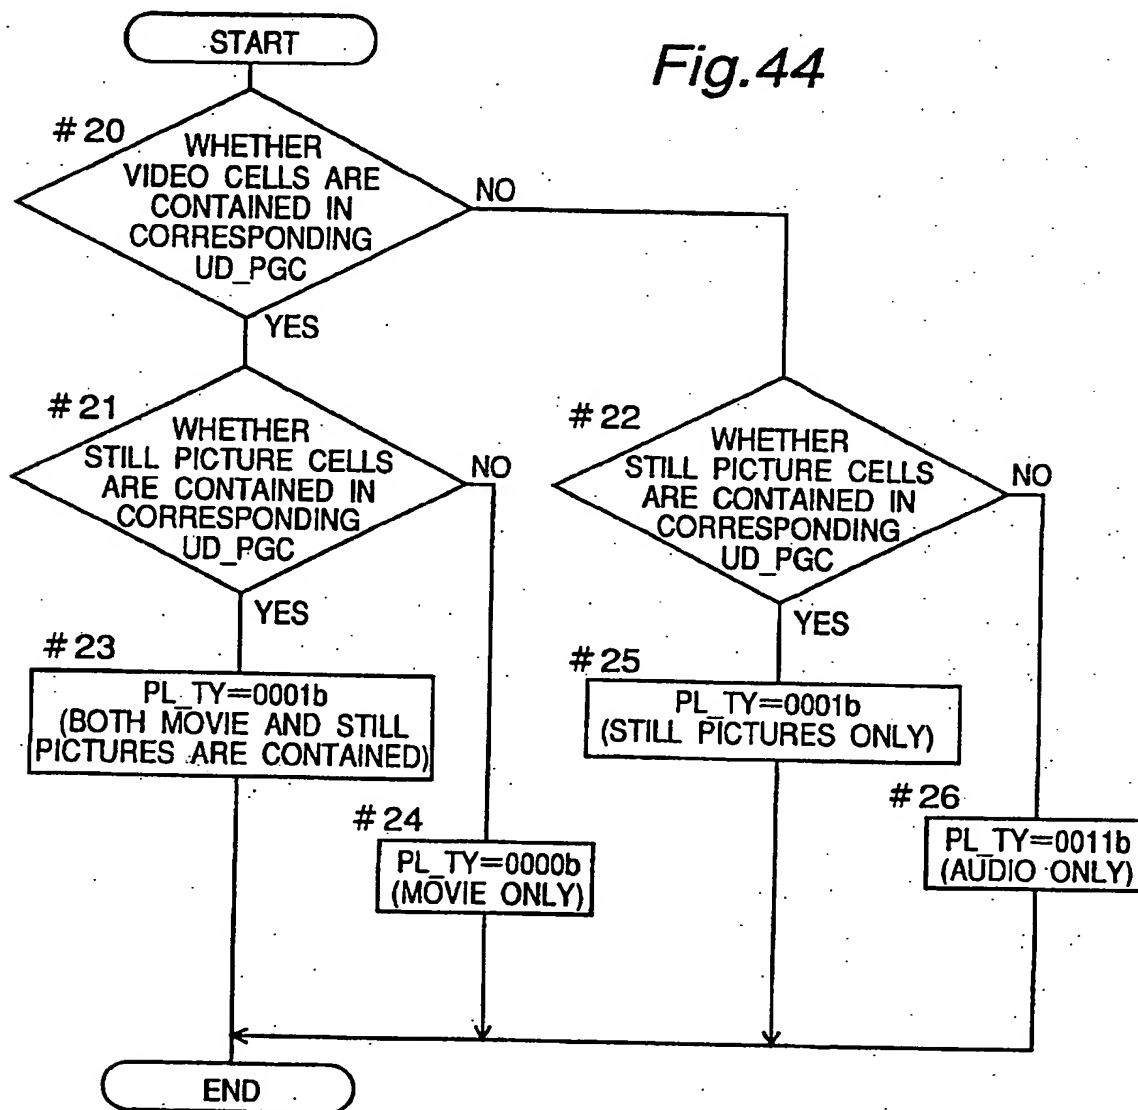 START
Fig.44
#20
WHETHER
VIDEO CELLS ARE
CONTAINED IN
CORRESPONDING
UD_PGC
NO
YES
#21
WHETHER
STILL PICTURE CELLS
ARE CONTAINED IN
CORRESPONDING
UD_PGC
NO
YES
#22
WHETHER
STILL PICTURE CELLS
ARE CONTAINED IN
CORRESPONDING
UD_PGC
NO
YES
#23
PL_TY=0001b
(BOTH MOVIE AND STILL
PICTURES ARE CONTAINED)
#24
PL_TY=0000b
(MOVIE ONLY)
#25
PL_TY=0001b
(STILL PICTURES ONLY)
#26
PL_TY=0011b
(AUDIO ONLY)
END